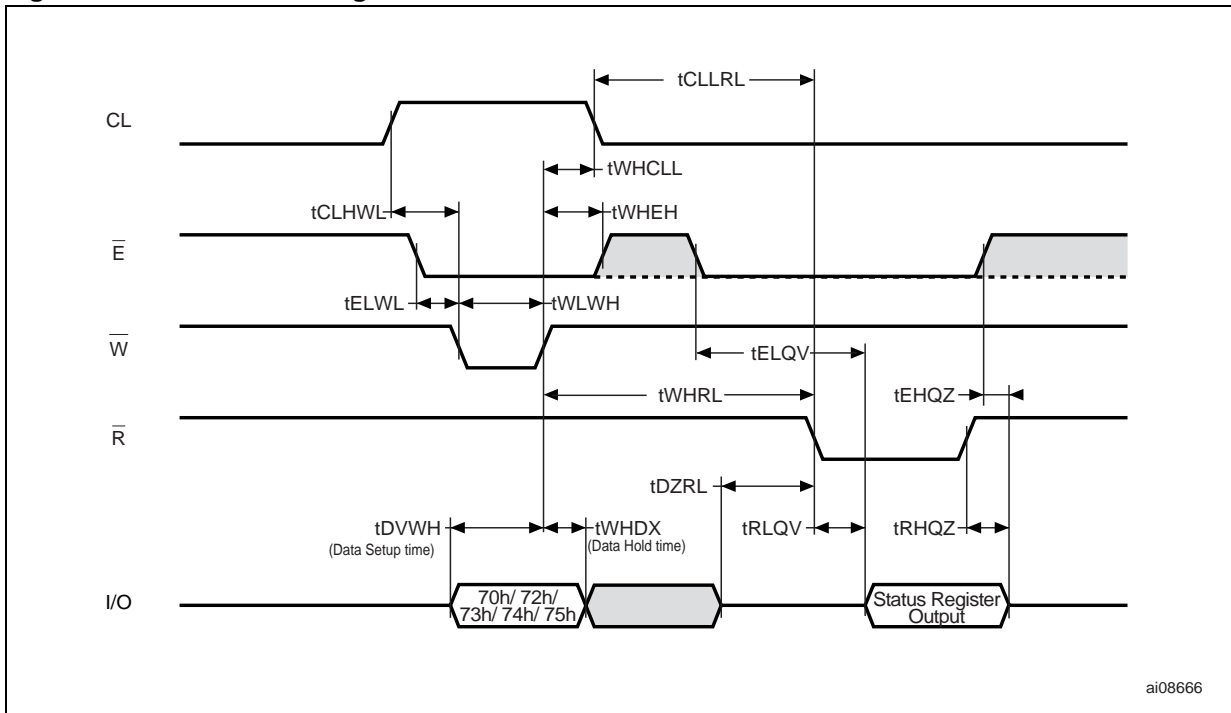 tCLLRL
CL
tWHCLL
tCLHWL
tWHEH
E
tELWL
tWLWH
W
tELQV
tWHRL
tEHQZ
R
tDZRL
tDVWH
(Data Setup time)
tWHDX
(Data Hold time)
tRLQV
tRHQZ
I/O
70h/ 72h/
73h/ 74h/ 75h
Status Register
Output
ai08666